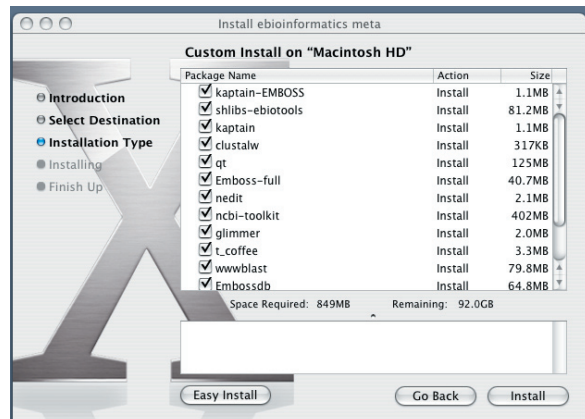 Install ebioinformatics meta
Custom Install on “Macintosh HD”
Introduction
Select Destination
Installation Type
Installing
Finish Up
Package Name Action Size
kaptain-EMBOSS Install 1.1MB
shlibs-ebiotools Install 81.2MB
kaptain Install 1.1MB
clustalw Install 317KB
qt Install 125MB
Emboss-full Install 40.7MB
nedit Install 2.1MB
ncbi-toolkit Install 402MB
glimmer Install 2.0MB
t_coffee Install 3.3MB
wwwblast Install 79.8MB
Embossdb Install 64.8MB
Space Required: 849MB Remaining: 92.0GB
Easy Install Go Back Install